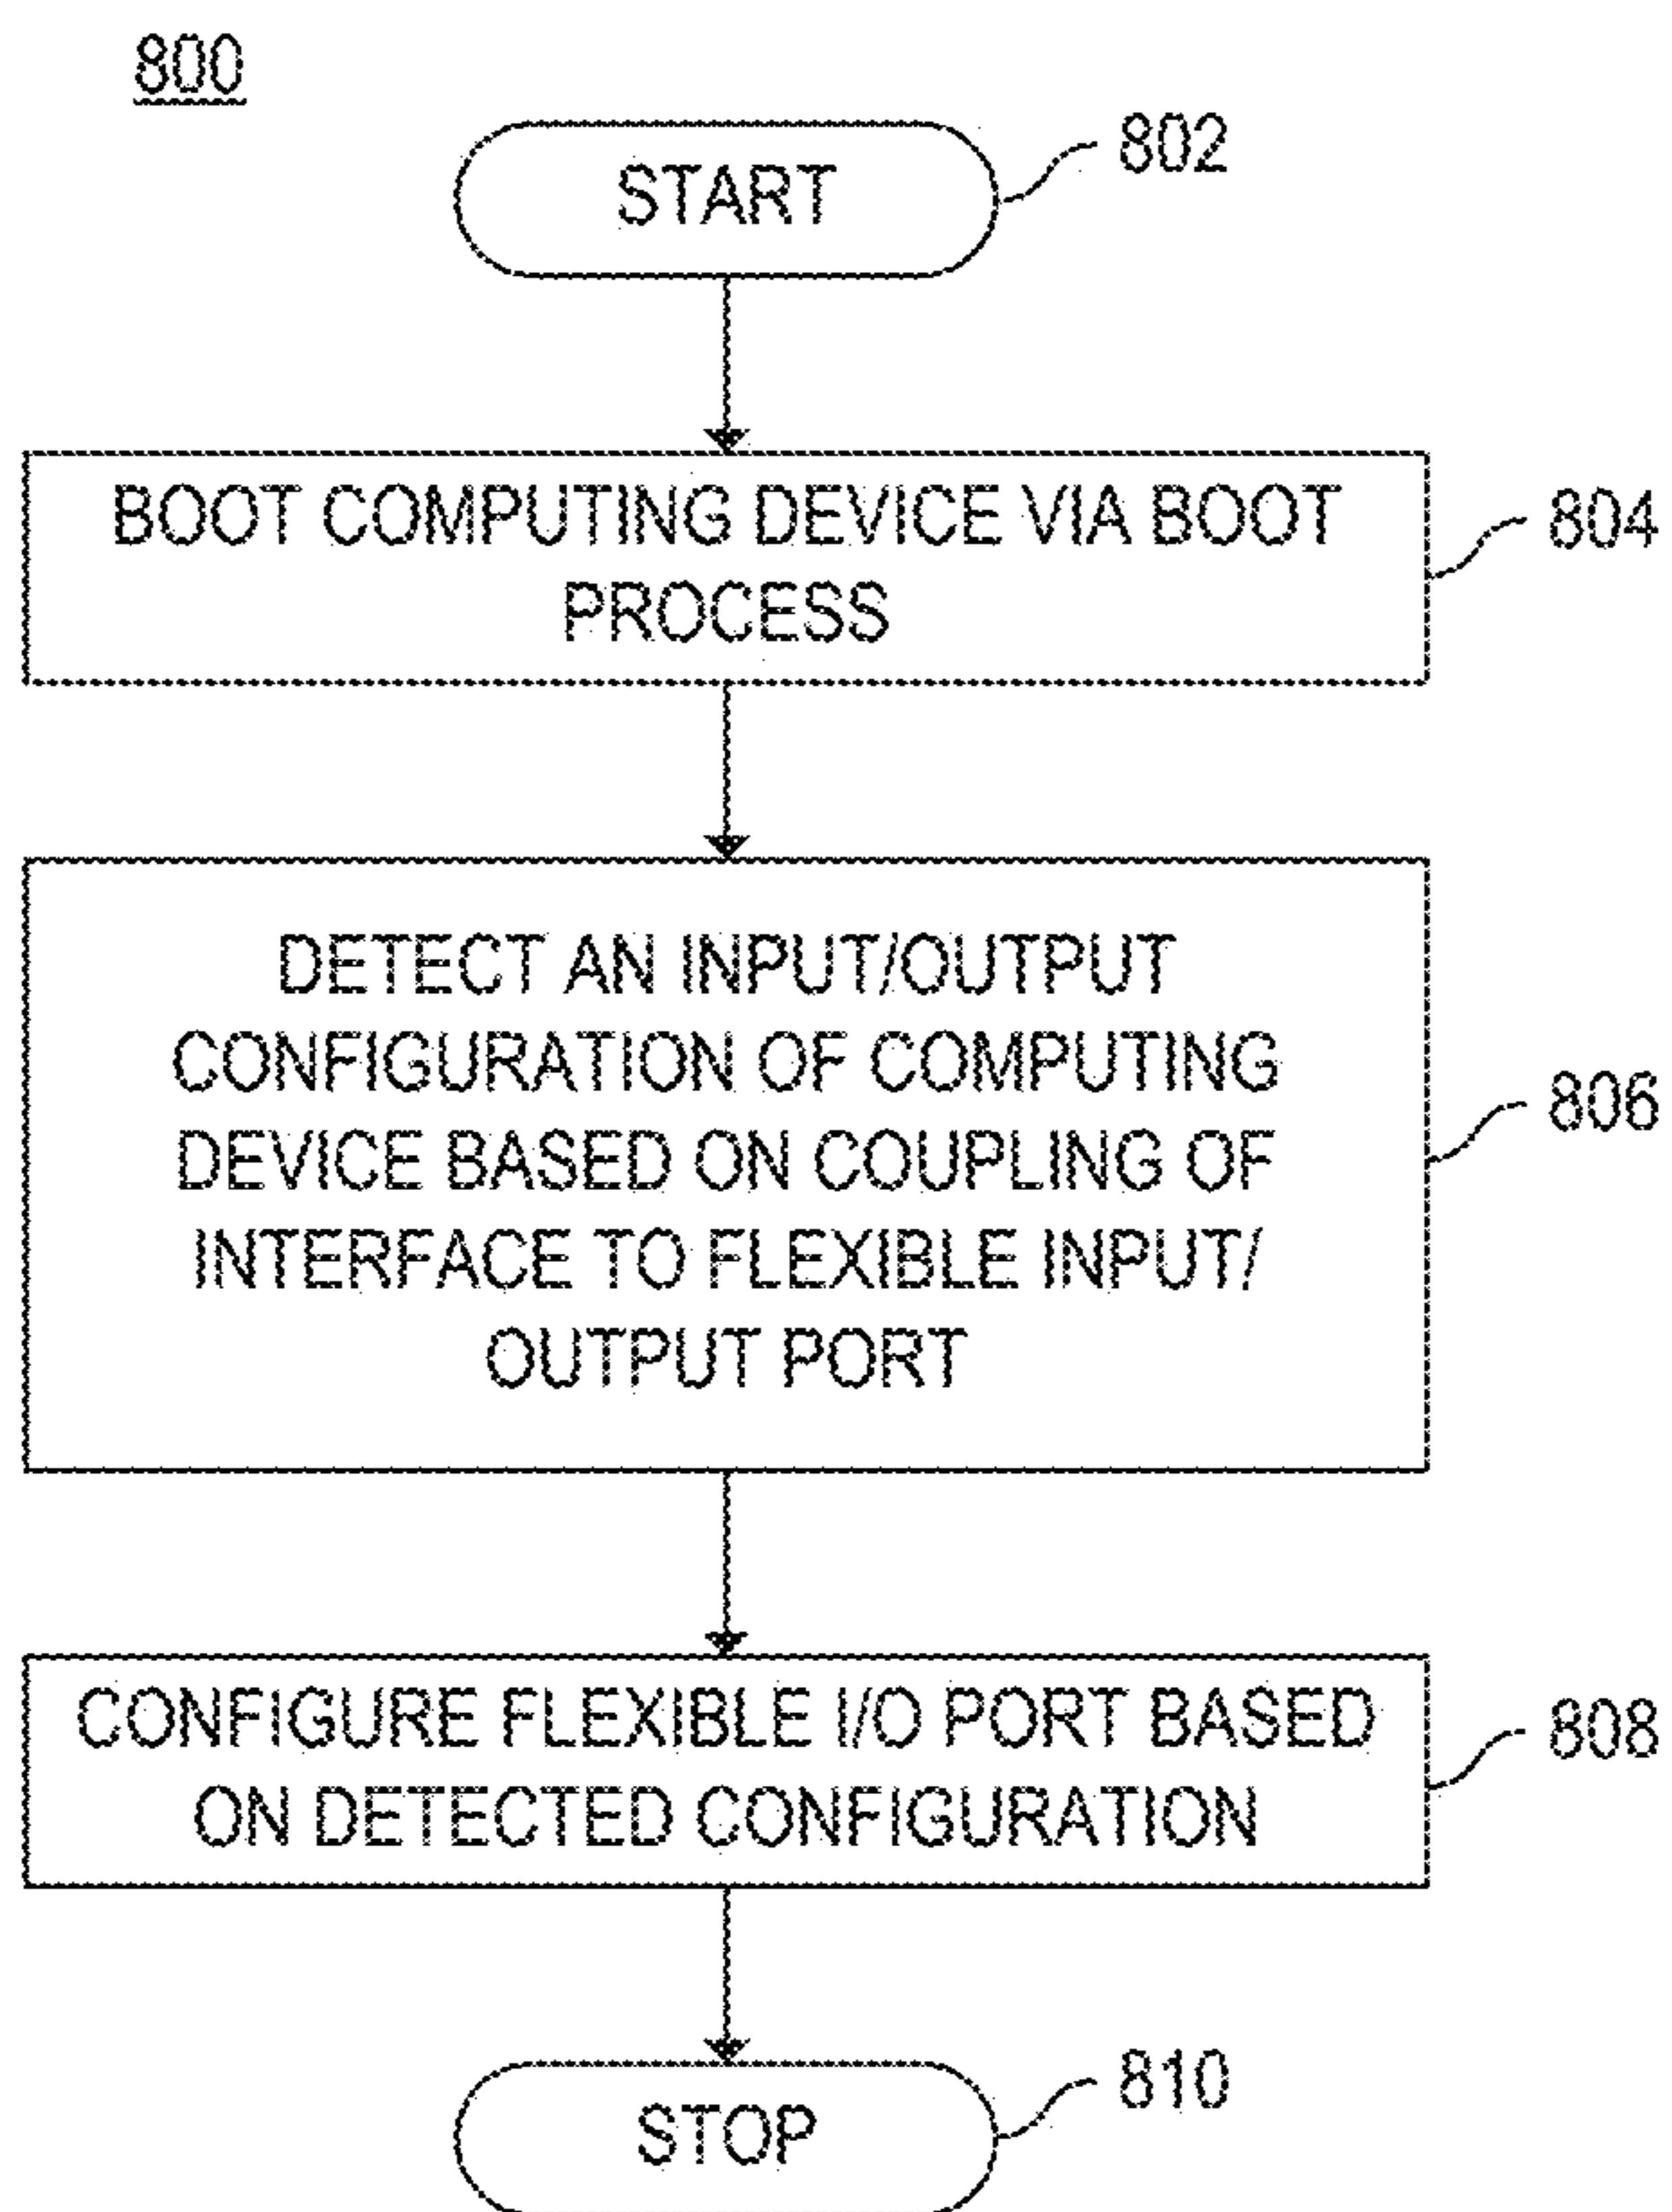 800
START
802
BOOT COMPUTING DEVICE VIA BOOT
PROCESS
804
DETECT AN INPUT/OUTPUT
CONFIGURATION OF COMPUTING
DEVICE BASED ON COUPLING OF
INTERFACE TO FLEXIBLE INPUT/
OUTPUT PORT
806
CONFIGURE FLEXIBLE I/O PORT BASED
ON DETECTED CONFIGURATION
808
STOP
810